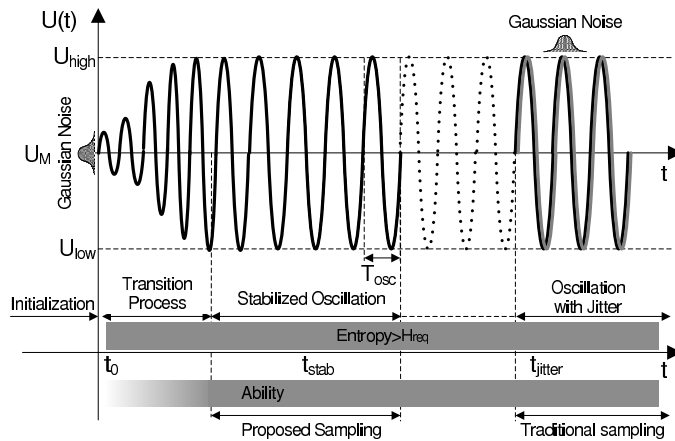 U(t)
Gaussian Noise
Uhigh
UM
Gaussian Noise
t
Ulow
Tosc
Transition
Process
Stabilized Oscillation
Oscillation
with Jitter
Initialization
Entropy>Hreq
t0
tstab
tjitter
t
Ability
Proposed Sampling
Traditional sampling